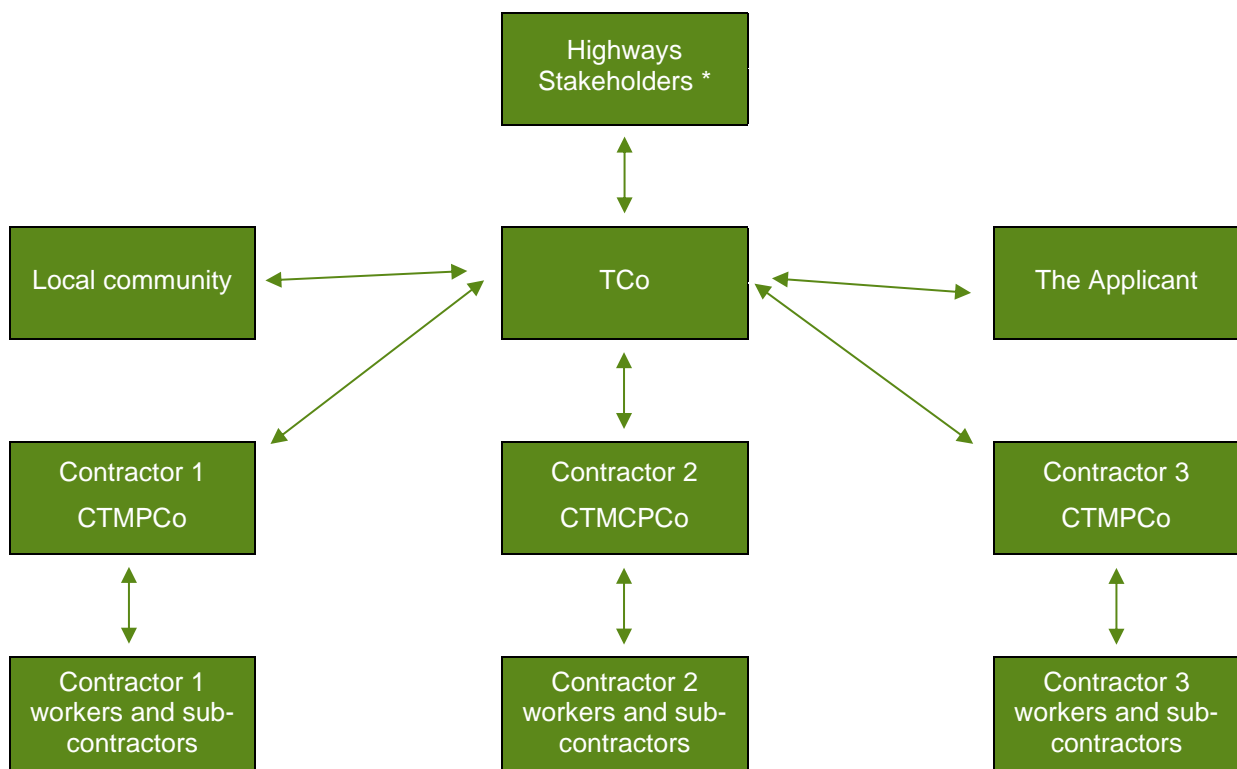 Highways
Stakeholders *
Local community
TCo
The Applicant
Contractor 1
CTMPCo
Contractor 2
CTMCPCo
Contractor 3
CTMPCo
Contractor 1
workers and sub-
contractors
Contractor 2
workers and sub-
contractors
Contractor 3
workers and sub-
contractors